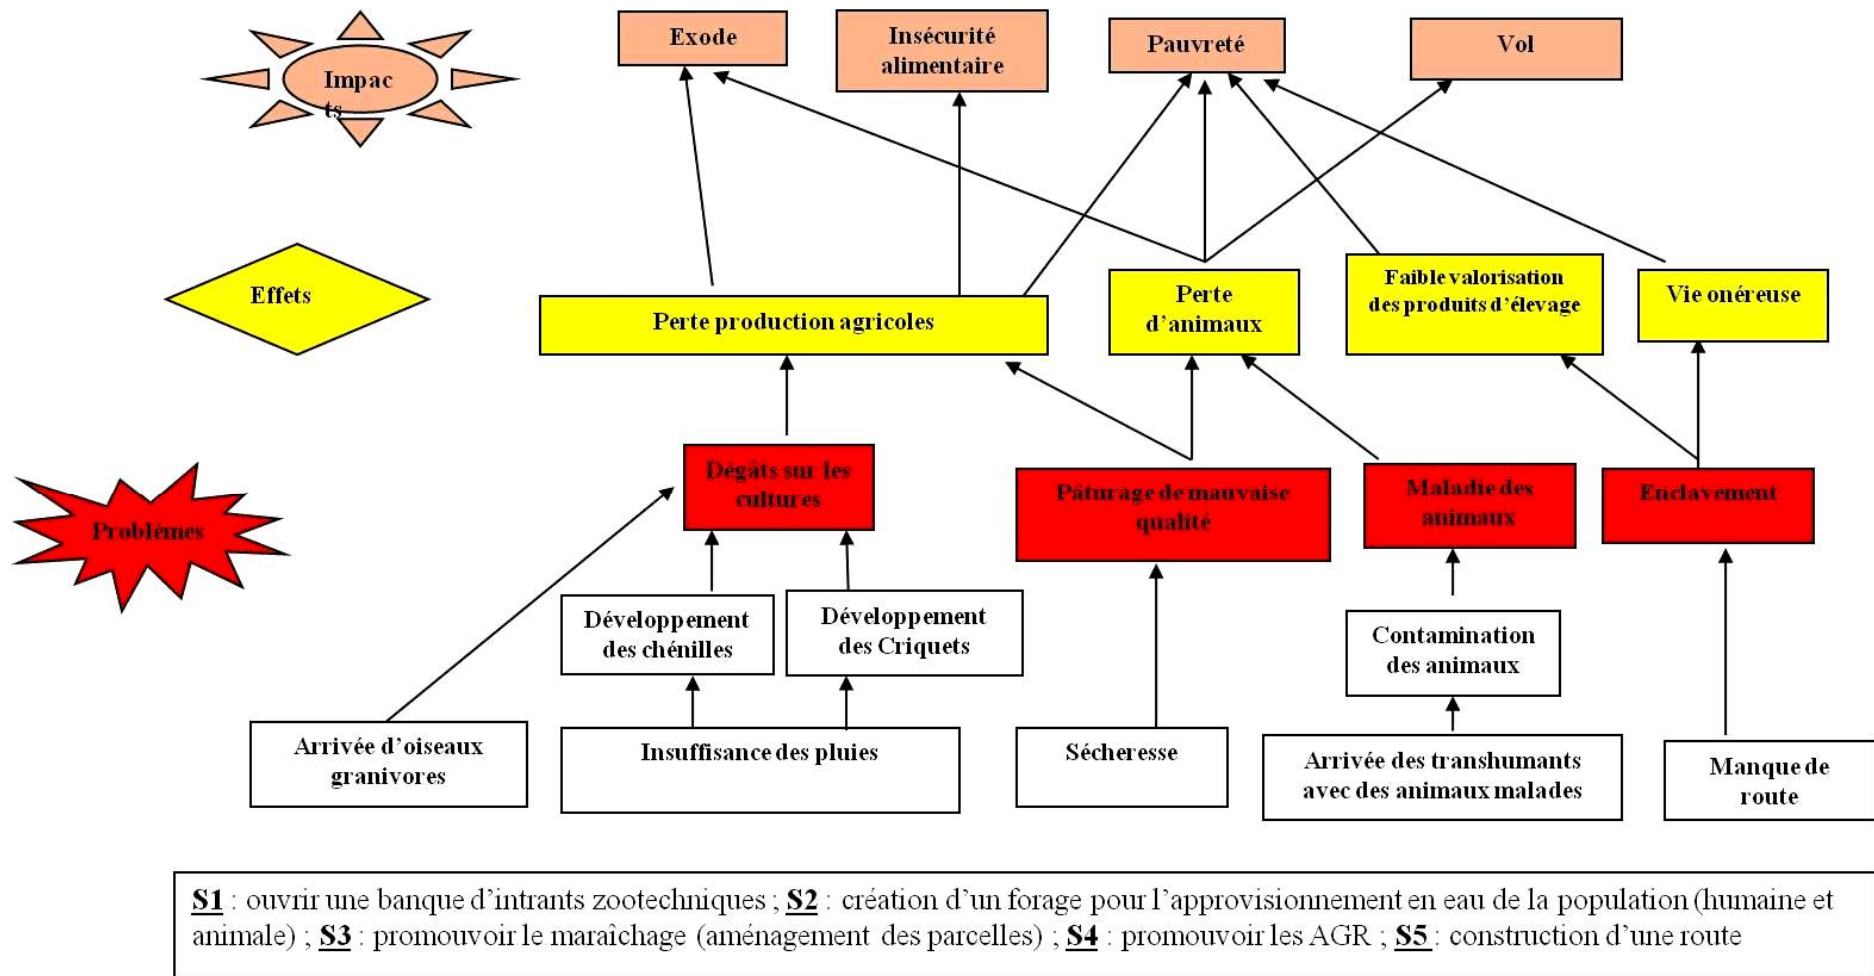 Impac
ts
Exode
Insécurité
alimentaire
Pauvreté
Vol
Effets
Perte production agricoles
Perte
d’animaux
Faible valorisation
des produits d’élevage
Vie onéreuse
Problémes
Dégâts sur les
cultures
Pâturage de mauvaise
qualité
Maladie des
animaux
Enclavement
Développement
des chénilles
Développement
des Criquets
Contamination
des animaux
Arrivée d’oiseaux
granivores
Insuffisance des pluies
Sécheresse
Arrivée des transhumants
avec des animaux malades
Manque de
route
S1 : ouvrir une banque d’intrants zootechniques ; S2 : création d’un forage pour l’approvisionnement en eau de la population (humaine et
animale) ; S3 : promouvoir le maraîchage (aménagement des parcelles) ; S4 : promouvoir les AGR ; S5 : construction d’une route